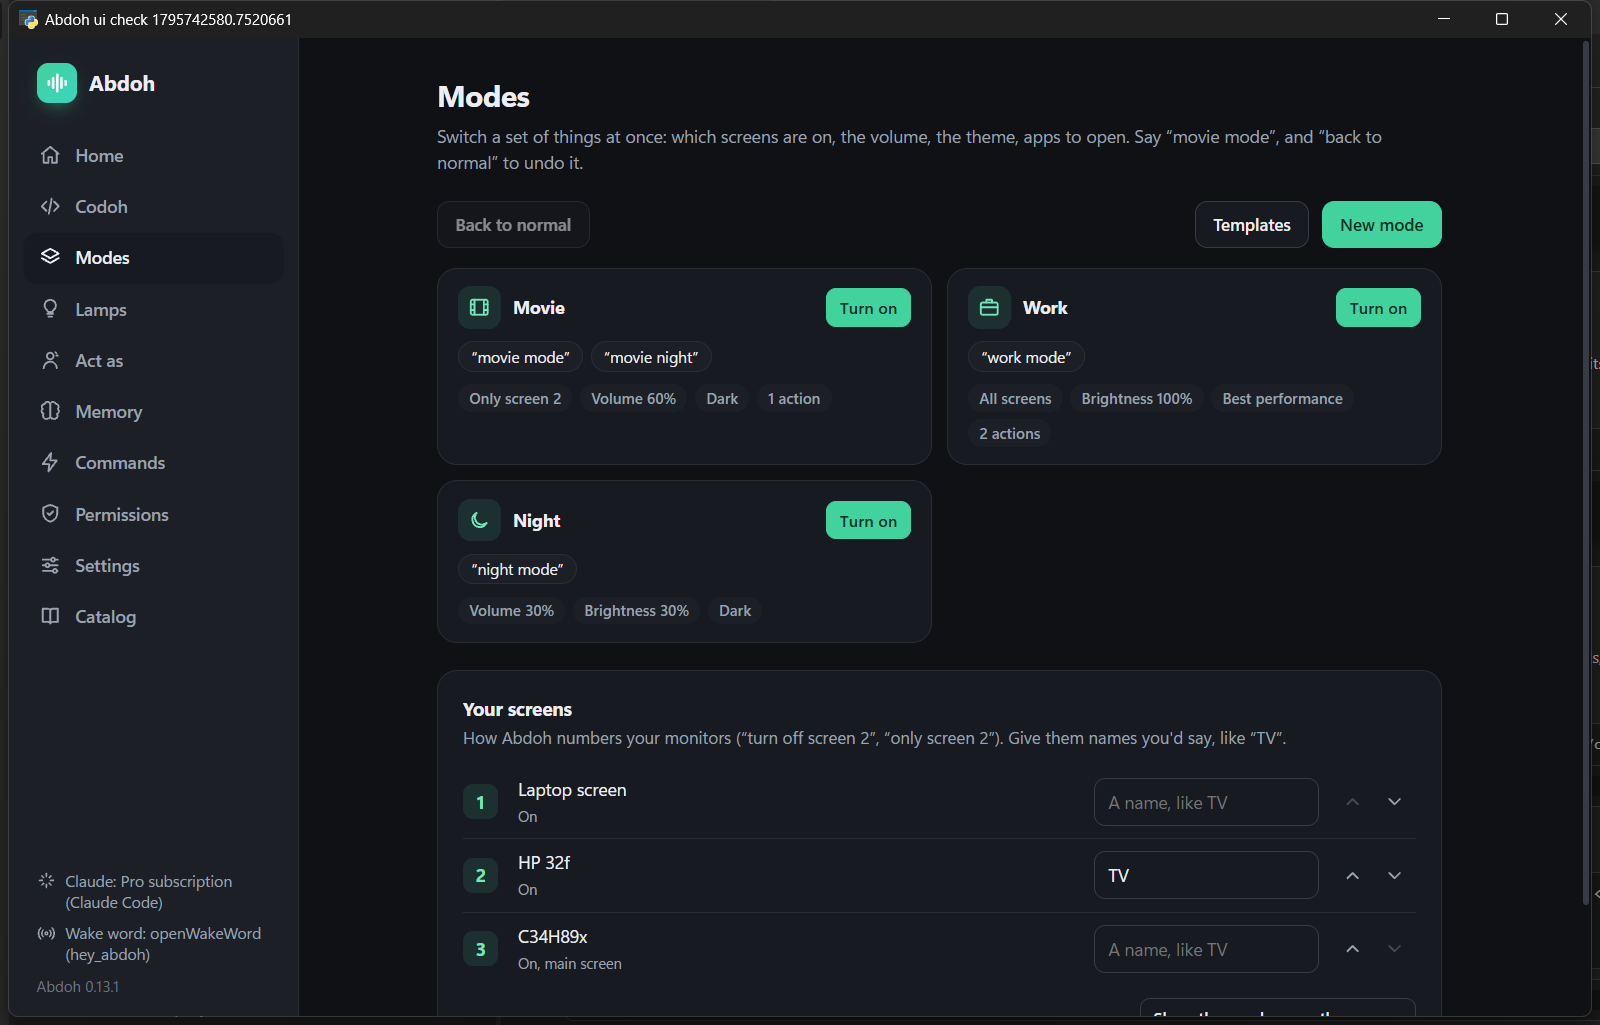 Abdoh ui check 1795742580.7520661
Abdoh
Home
Codoh
Modes
Lamps
Act as
Memory
Commands
Permissions
Settings
Catalog
Claude: Pro subscription
(Claude Code)
Wake word: openWakeWord
(hey_abdoh)
Abdoh 0.13.1
Modes
Switch a set of things at once: which screens are on, the volume, the theme, apps to open. Say “movie mode”, and “back to
normal” to undo it.
Back to normal
Templates
New mode
Movie
Turn on
“movie mode”
“movie night”
Only screen 2
Volume 60%
Dark
1 action
Work
Turn on
“work mode”
All screens
Brightness 100%
Best performance
2 actions
Night
Turn on
“night mode”
Volume 30%
Brightness 30%
Dark
Your screens
How Abdoh numbers your monitors (“turn off screen 2”, “only screen 2”). Give them names you'd say, like “TV”.
1
Laptop screen
On
A name, like TV
2
HP 32f
On
TV
3
C34H89x
On, main screen
A name, like TV